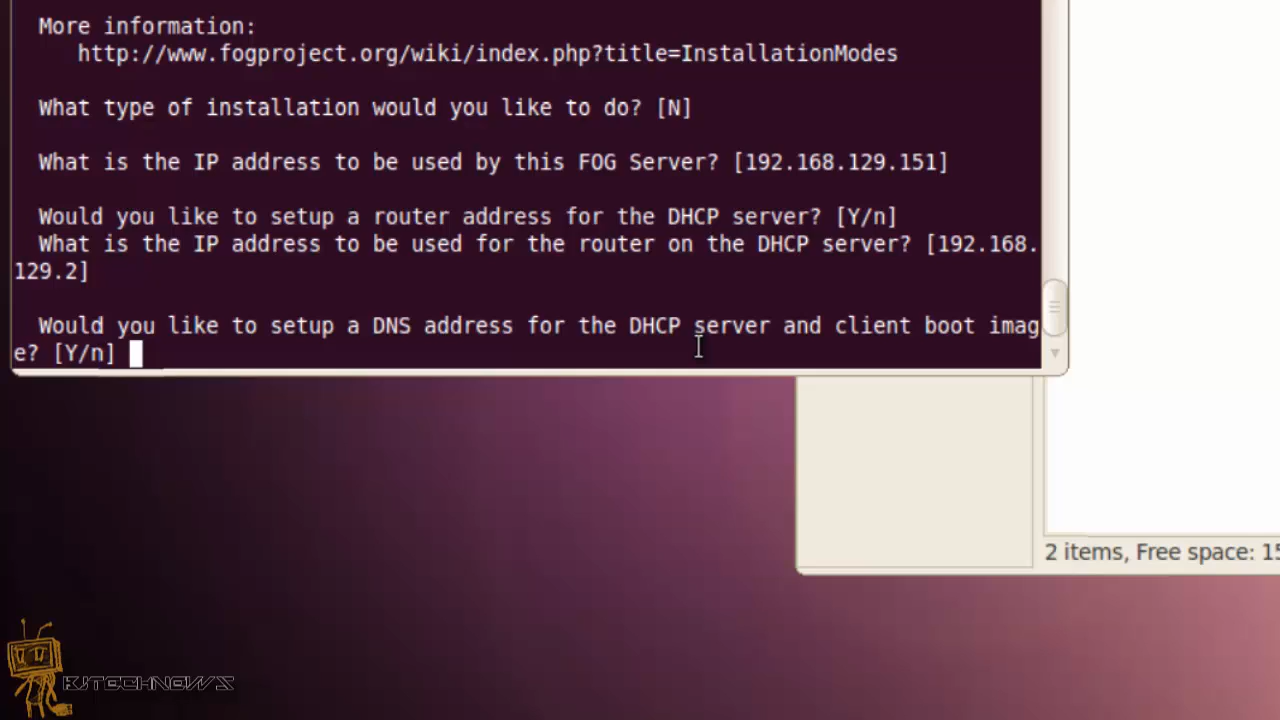 More information:
http://www.fogproject.org/wiki/index.php?title=InstallationModes
What type of installation would you like to do? [N]
What is the IP address to be used by this FOG Server? [192.168.129.151]
Would you like to setup a router address for the DHCP server? [Y/n]
What is the IP address to be used for the router on the DHCP server? [192.168.
129.2]
Would you like to setup a DNS address for the DHCP server and client boot imag
e? [Y/n]
2 items, Free space: 15
BJTECHNEWS